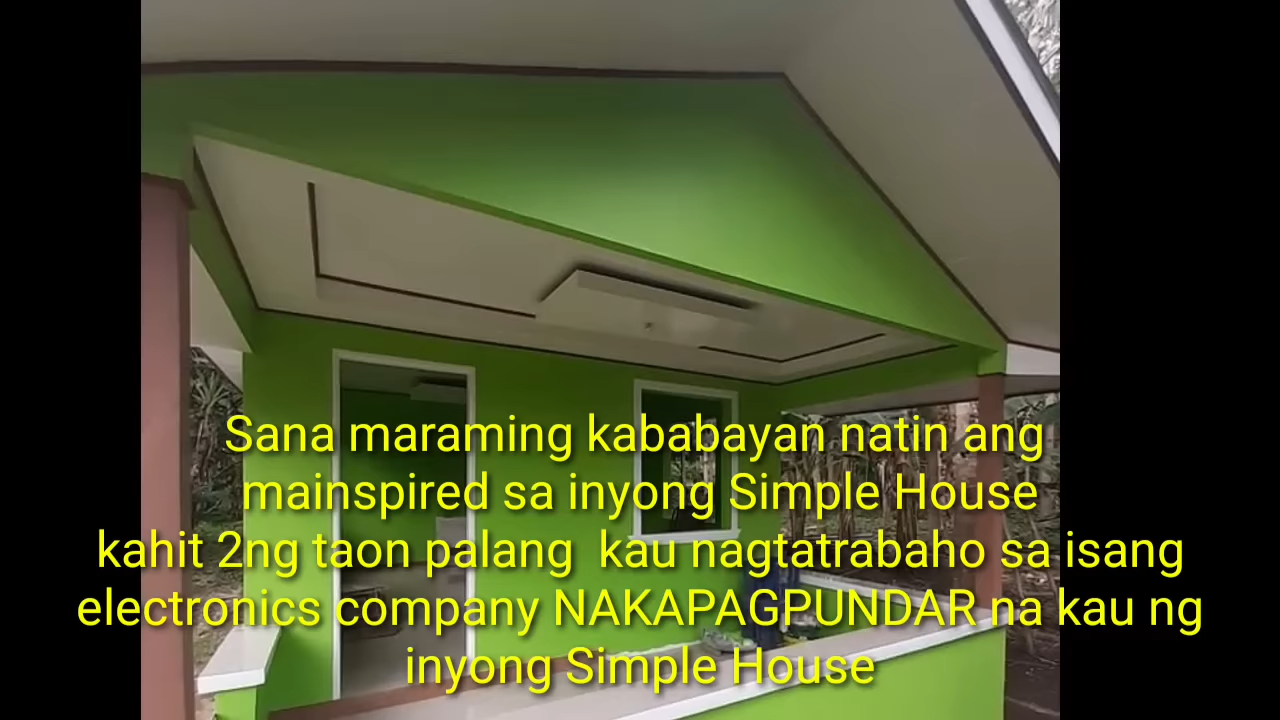 Sana maraming kababayan natin ang
mainspired sa inyong Simple House
kahit 2ng taon palang  kau nagtatrabaho sa isang
electronics company NAKAPAGPUNDAR na kau ng
inyong Simple House